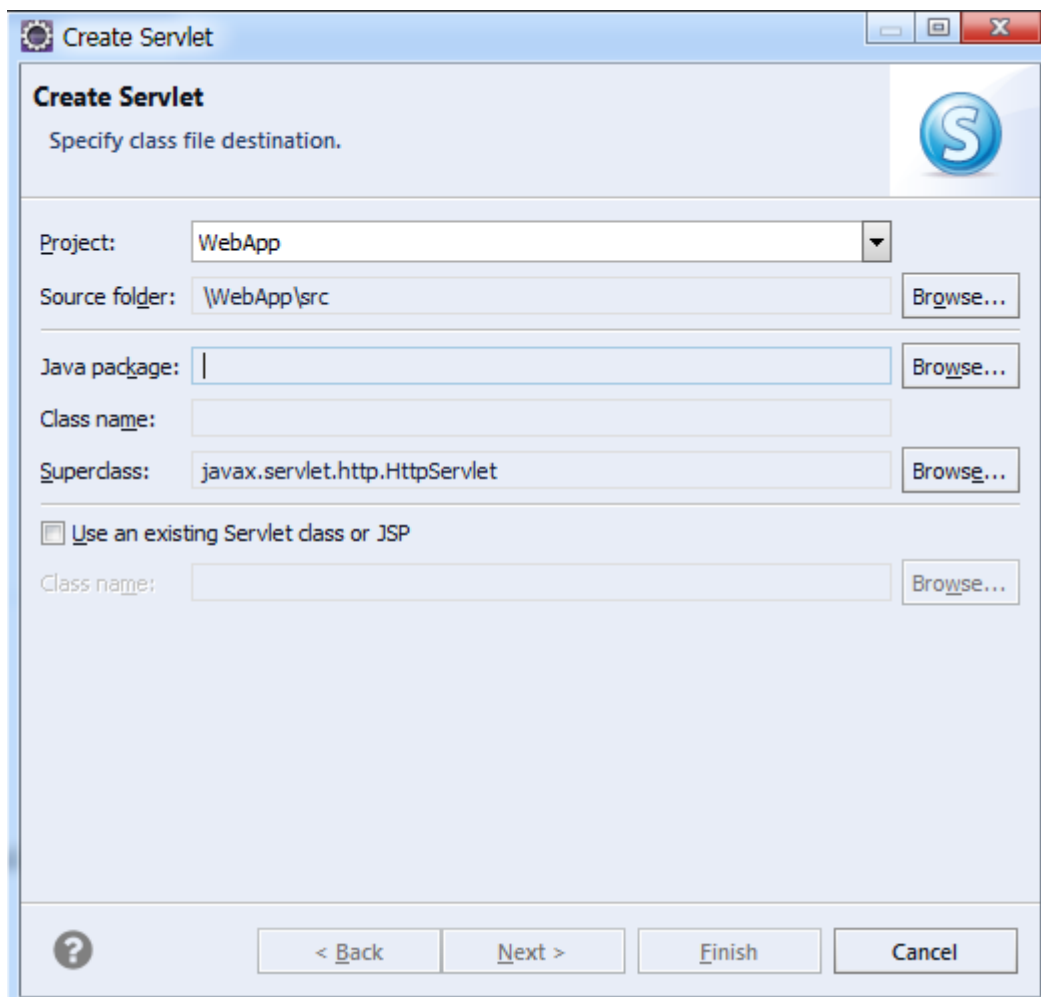 Create Servlet
Create Servlet
Specify class file destination.
S
Project: WebApp
Source folder: \WebApp\src Browse...
Java package: Browse...
Class name:
Superclass: javax.servlet.http.HttpServlet Browse...
Use an existing Servlet class or JSP
Class name: Browse...
? < Back Next > Finish Cancel